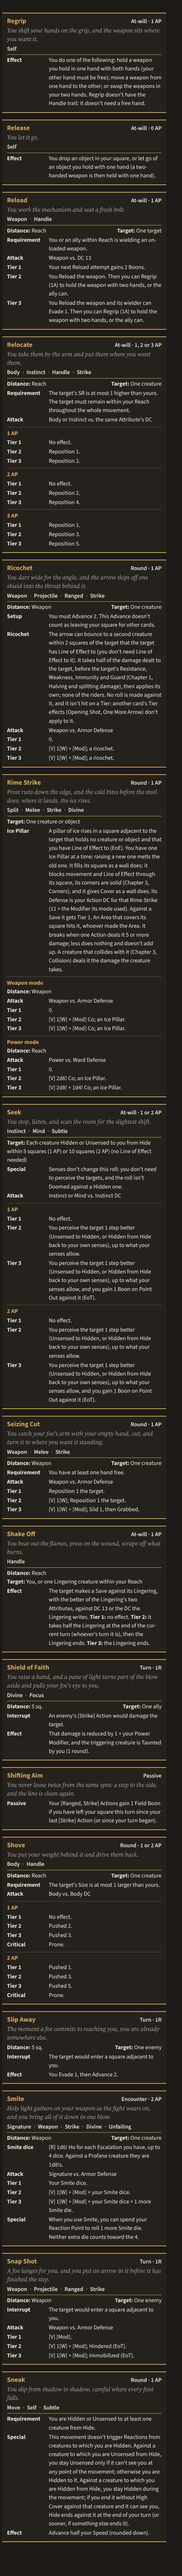 Regrip At-will · 1 AP
You shift your hands on the grip, and the weapon sits where
you want it.
Self
Effect You do one of the following: hold a weapon
you hold in one hand with both hands (your
other hand must be free); move a weapon from
one hand to the other; or swap the weapons in
your two hands. Regrip doesn't have the
Handle trait: it doesn't need a free hand.
Release At-will · 0 AP
You let it go.
Self
Effect You drop an object in your space, or let go of
an object you hold with one hand (a two-
handed weapon is then held with one hand).
Reload At-will · 1 AP
You work the mechanism and seat a fresh bolt.
Weapon · Handle
Distance: Reach Target: One target
Requirement You or an ally within Reach is wielding an un-
loaded weapon.
Attack Weapon vs. DC 13
Tier 1 Your next Reload attempt gains 2 Boons.
Tier 2 You Reload the weapon. Then you can Regrip
(1A) to hold the weapon with two hands, or the
ally can.
Tier 3 You Reload the weapon and its wielder can
Evade 1. Then you can Regrip (1A) to hold the
weapon with two hands, or the ally can.
Relocate At-will · 1, 2 or 3 AP
You take them by the arm and put them where you want
them.
Body · Instinct · Handle · Strike
Distance: Reach Target: One creature
Requirement The target's SR is at most 1 higher than yours.
The target must remain within your Reach
throughout the whole movement.
Attack Body or Instinct vs. the same Attribute's DC
1 AP
Tier 1 No effect.
Tier 2 Reposition 1.
Tier 3 Reposition 2.
2 AP
Tier 1 No effect.
Tier 2 Reposition 2.
Tier 3 Reposition 4.
3 AP
Tier 1 Reposition 1.
Tier 2 Reposition 3.
Tier 3 Reposition 5.
Ricochet Round · 1 AP
You dart wide for the angle, and the arrow ships off one
shield into the throat behind it.
Weapon · Projectile · Ranged · Strike
Distance: Weapon Target: One creature
Setup You must Advance 2. This Advance doesn't
count as leaving your square for other effects.
Ricochet The arrow can bounce to a second creature
within 2 squares of the target that the target
has Line of Effect to (you don't need Line of
Effect to it). It takes half of the damage dealt to
the target, before the target's Resistance,
Weakness, Immunity and Guard (Chapter 1,
Halving and splitting damage), then applies its
own; none of the riders. No roll is made against
it, and it isn't hit on a Tier: another card's Tier
effects (Opening Shot, One More Arrow) don't
apply to it.
Attack Weapon vs. Armor Defense
Tier 1 0.
Tier 2 [V] 1[W] + [Mod]; a ricochet.
Tier 3 [V] 1[W] + [Mod]; a ricochet.
Rime Strike Round · 1 AP
Frost runs down the edge, and the cold bites before the steel
does; where it lands, the ice rises.
Split · Melee · Strike · Divine
Target: One creature or object
Ice Pillar A pillar of ice rises in a square adjacent to the
target that holds no creature or object and that
you have Line of Effect to (EoE). You have one
Ice Pillar at a time: raising a new one melts the
old one. It fills its square as a wall does: it
blocks movement and Line of Effect through
its square, its corners are solid (Chapter 3,
Corners), and it gives Cover as a wall does. Its
Defense is your Action DC for that Rime Strike
(11 + the Modifier its mode used). Against a
Save it gets Tier 1. An Area that covers its
square hits it, whoever made the Area. It
breaks when one Action deals it 5 or more
damage; less does nothing and doesn't add
up. A creature that collides with it (Chapter 3,
Collision) deals it the damage the creature
takes.
Weapon mode
Distance: Weapon
Attack Weapon vs. Armor Defense
Tier 1 0.
Tier 2 [V] 1[W] + [Mod] Co; an Ice Pillar.
Tier 3 [V] 1[W] + [Mod] Co; an Ice Pillar.
Power mode
Distance: Reach
Attack Power vs. Ward Defense
Tier 1 0.
Tier 2 [V] 2d6! Co; an Ice Pillar.
Tier 3 [V] 2d8! + 1d4! Co; an Ice Pillar.
Seek At-will · 1 or 2 AP
You stop, listen, and scan the room for the slightest shift.
Instinct · Mind · Subtle
Target: Each creature Hidden or Unsensed to you from Hide
within 5 squares (1 AP) or 10 squares (2 AP) (no Line of Effect
needed)
Special Senses don't change this roll: you don't need
to perceive the targets, and the roll isn't
Doomed against a Hidden one.
Attack Instinct or Mind vs. Instinct DC
1 AP
Tier 1 No effect.
Tier 2 You perceive the target 1 step better
(Unsensed to Hidden, or Hidden from Hide
back to your own senses), up to what your
senses allow.
Tier 3 You perceive the target 1 step better
(Unsensed to Hidden, or Hidden from Hide
back to your own senses), up to what your
senses allow, and you gain 1 Boon on Point
Out against it (EoT).
2 AP
Tier 1 No effect.
Tier 2 You perceive the target 1 step better
(Unsensed to Hidden, or Hidden from Hide
back to your own senses), up to what your
senses allow.
Tier 3 You perceive the target 1 step better
(Unsensed to Hidden, or Hidden from Hide
back to your own senses), up to what your
senses allow, and you gain 1 Boon on Point
Out against it (EoT).
Seizing Cut Round · 1 AP
You catch your foe's arm with your empty hand, cut, and
turn it to where you want it standing.
Weapon · Melee · Strike
Distance: Weapon Target: One creature
Requirement You have at least one hand free.
Attack Weapon vs. Armor Defense
Tier 1 Reposition 1 the target.
Tier 2 [V] 1[W]; Reposition 1 the target.
Tier 3 [V] 1[W] + [Mod]; Slid 1, then Grabbed.
Shake Off At-will · 1 AP
You beat out the flames, press on the wound, scrape off what
burns.
Handle
Distance: Reach
Target: You, or one Lingering creature within your Reach
Effect The target makes a Save against its Lingering,
with the better of the Lingering's two
Attributes, against DC 13 or the DC the
Lingering writes. Tier 1: no effect. Tier 2: it
takes half the Lingering at the end of the cur-
rent turn (whoever's turn it is), then the
Lingering ends. Tier 3: the Lingering ends.
Shield of Faith Turn · 1R
You raise a hand, and a pane of light turns part of the blow
aside and pulls your foe's eye to you.
Divine · Focus
Distance: 5 sq. Target: One ally
Interrupt An enemy's [Strike] Action would damage the
target.
Effect That damage is reduced by 1 + your Power
Modifier, and the triggering creature is Taunted
by you (1 round).
Shifting Aim Passive
You never loose twice from the same spot: a step to the side,
and the line is clean again.
Passive Your [Ranged, Strike] Actions gain 1 Field Boon
if you have left your square this turn since your
last [Strike] Action (or since your turn began).
Shove Round · 1 or 2 AP
You put your weight behind it and drive them back.
Body · Handle
Distance: Reach Target: One creature
Requirement The target's Size is at most 1 larger than yours.
Attack Body vs. Body DC
1 AP
Tier 1 No effect.
Tier 2 Pushed 2.
Tier 3 Pushed 3.
Critical Prone.
2 AP
Tier 1 Pushed 1.
Tier 2 Pushed 3.
Tier 3 Pushed 5.
Critical Prone.
Slip Away Turn · 1R
The moment a foe commits to reaching you, you are already
somewhere else.
Distance: 5 sq. Target: One enemy
Interrupt The target would enter a square adjacent to
you.
Effect You Evade 1, then Advance 2.
Smite Encounter · 2 AP
Holy light gathers on your weapon as the fight wears on,
and you bring all of it down in one blow.
Signature · Weapon · Strike · Divine · Unfailing
Distance: Weapon Target: One creature
Smite dice [R] 1d6! Ho for each Escalation you have, up to
4 dice. Against a Profane creature they are
1d8!s.
Attack Signature vs. Armor Defense
Tier 1 Your Smite dice.
Tier 2 [V] 1[W] + [Mod] + your Smite dice.
Tier 3 [V] 1[W] + [Mod] + your Smite dice + 1 more
Smite die.
Special When you use Smite, you can spend your
Reaction Point to roll 1 more Smite die.
Neither extra die counts toward the 4.
Snap Shot Turn · 1R
A foe lunges for you, and you put an arrow in it before it has
finished the step.
Weapon · Projectile · Ranged · Strike
Distance: Weapon Target: One enemy
Interrupt The target would enter a square adjacent to
you.
Attack Weapon vs. Armor Defense
Tier 1 [V] [Mod].
Tier 2 [V] 1[W] + [Mod]; Hindered (EoT).
Tier 3 [V] 1[W] + [Mod]; Immobilized (EoT).
Sneak Round · 1 AP
You slip from shadow to shadow, careful where every foot
falls.
Move · Self · Subtle
Requirement You are Hidden or Unsensed to at least one
creature from Hide.
Special This movement doesn't trigger Reactions from
creatures to which you are Hidden. Against a
creature to which you are Unsensed from Hide,
you stay Unsensed only if it can't see you at
any point of the movement; otherwise you are
Hidden to it. Against a creature to which you
are Hidden from Hide, you stay Hidden during
the movement; if you end it without High
Cover against that creature and it can see you,
Hide ends against it at the end of your turn (or
sooner, if something else ends it).
Effect Advance half your Speed (rounded down).